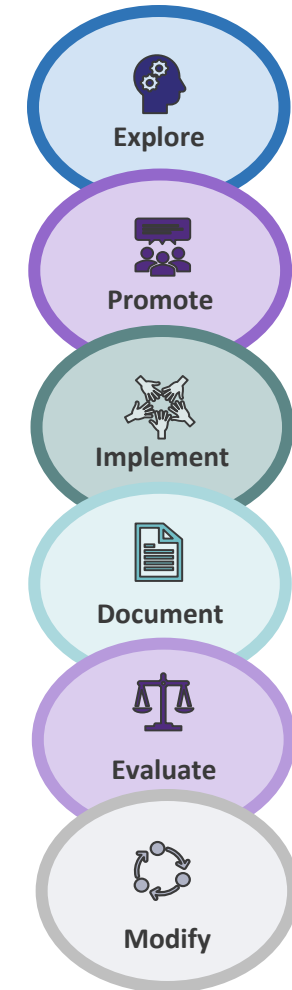 Explore
Promote
Implement
Document
Evaluate
Modify